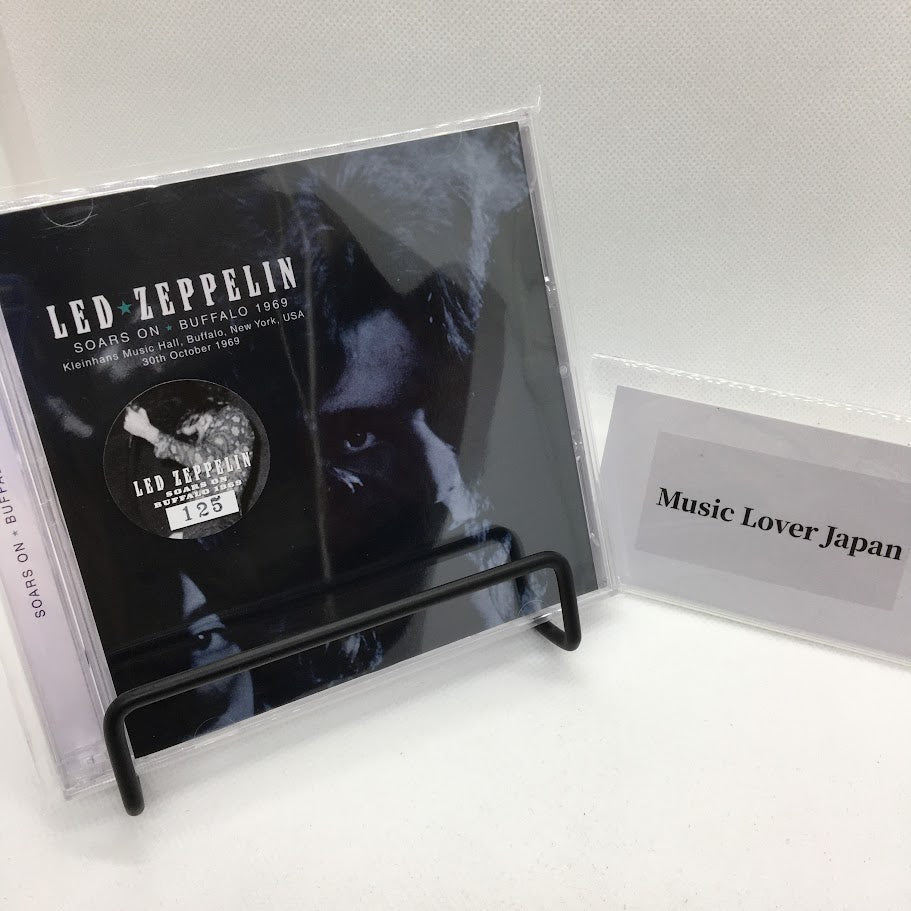 LED★ZEPPELIN
SOARS ON ★ BUFFALO 1969
Kleinhans Music Hall, Buffalo, New York, USA
30th October 1969
LED ZEPPELIN
SOARS ON
BUFFALO 1969
125
SOARS ON ★
Music Lover Japan